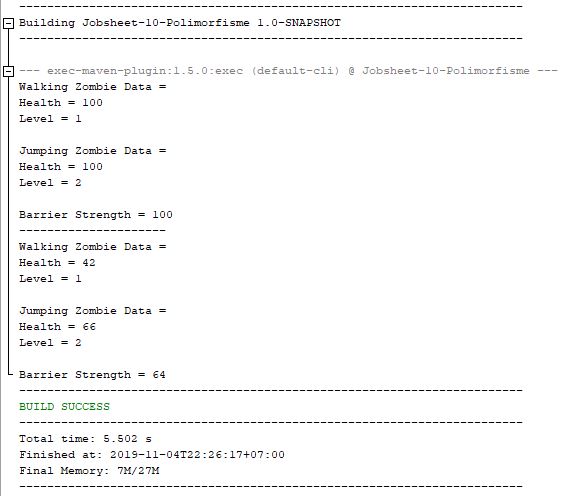 ------------------------------------------------------------------------
Building Jobsheet-10-Polimorfisme 1.0-SNAPSHOT
------------------------------------------------------------------------
--- exec-maven-plugin:1.5.0:exec (default-cli) @ Jobsheet-10-Polimorfisme ---
Walking Zombie Data =
Health = 100
Level = 1
Jumping Zombie Data =
Health = 100
Level = 2
Barrier Strength = 100
---------------------
Walking Zombie Data =
Health = 42
Level = 1
Jumping Zombie Data =
Health = 66
Level = 2
Barrier Strength = 64
------------------------------------------------------------------------
BUILD SUCCESS
------------------------------------------------------------------------
Total time: 5.502 s
Finished at: 2019-11-04T22:26:17+07:00
Final Memory: 7M/27M
------------------------------------------------------------------------